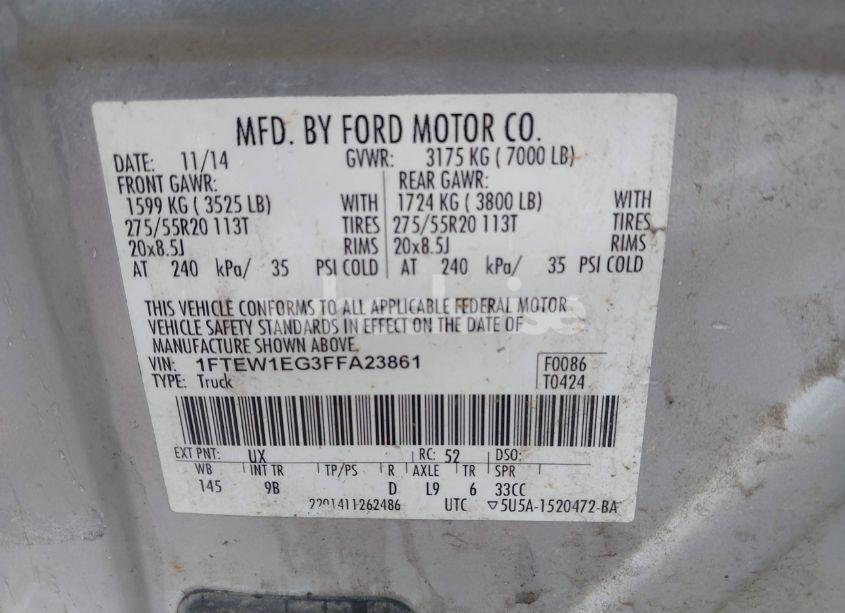 MFD. BY FORD MOTOR CO.
DATE: 11/14 GVWR: 3175 KG ( 7000 LB)
FRONT GAWR: REAR GAWR:
1599 KG ( 3525 LB) WITH 1724 KG ( 3800 LB) WITH
275/55R20 113T TIRES 275/55R20 113T TIRES
20x8.5J RIMS 20x8.5J RIMS
AT 240 kPa/ 35 PSI COLD AT 240 kPa/ 35 PSI COLD
THIS VEHICLE CONFORMS TO ALL APPLICABLE FEDERAL MOTOR
VEHICLE SAFETY STANDARDS IN EFFECT ON THE DATE OF
MANUFACTURE SHOWN ABOVE.
VIN: 1FTEW1EG3FFA23861 F0086
TYPE: Truck T0424
EXT PNT: UX RC: 52 DSO:
WB INT TR TP/PS R AXLE TR SPR
145 9B D L9 6 33CC
2201411262486 UTC ▽5U5A-1520472-BA